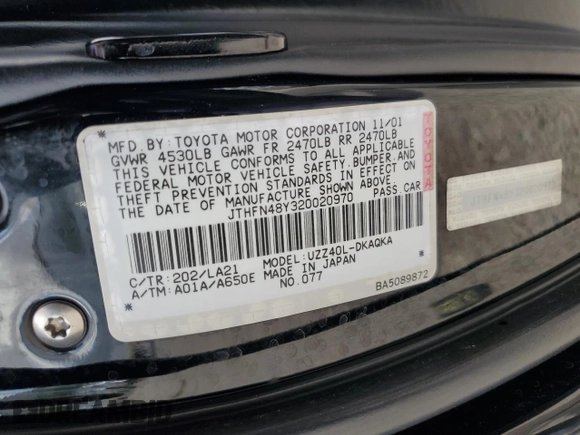 MFD. BY: TOYOTA MOTOR CORPORATION 11/01
GVWR 4530LB GAWR FR 2470LB RR 2470LB
THIS VEHICLE CONFORMS TO ALL APPLICABLE
FEDERAL MOTOR VEHICLE SAFETY, BUMPER, AND
THEFT PREVENTION STANDARDS IN EFFECT ON
THE DATE OF MANUFACTURE SHOWN ABOVE.
JTHFN48Y320020970 PASS CAR
TOYOTA
C/TR: 202/LA21 MODEL: UZZ40L-DKAQKA
A/TM: A01A/A650E MADE IN JAPAN
NO. 077
BA5089872